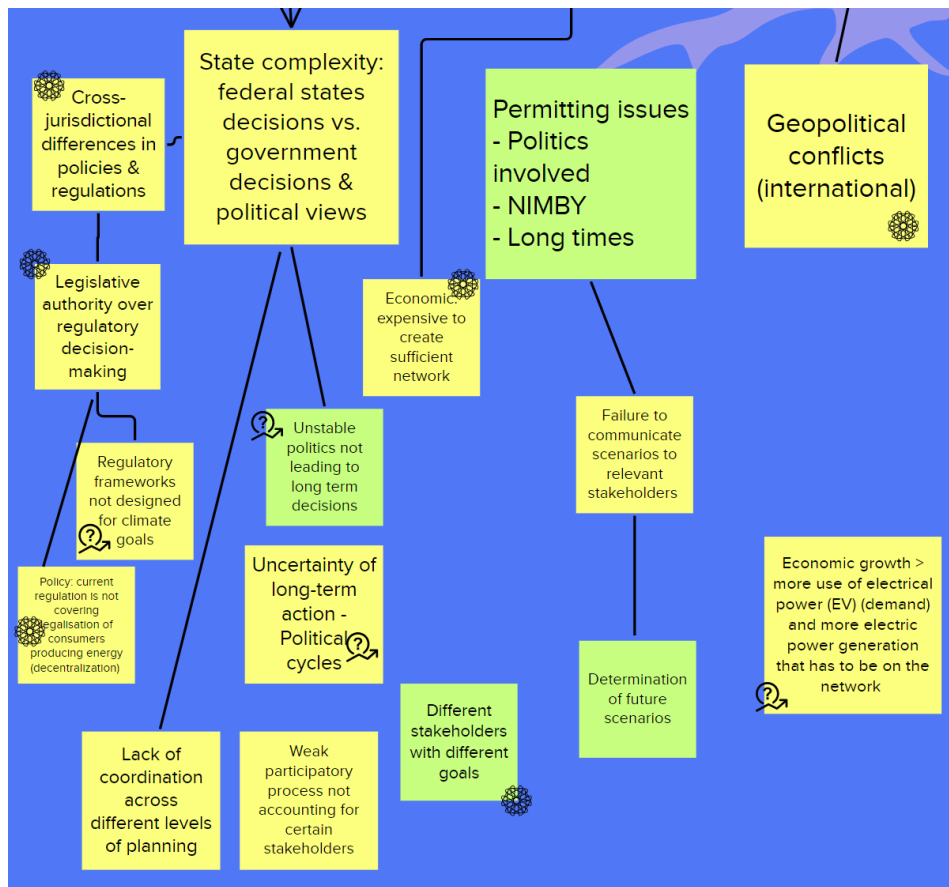 State complexity:
federal states
decisions vs.
government
decisions &
political views
Cross-
jurisdictional
differences in
policies &
regulations
Permitting issues
- Politics
involved
- NIMBY
- Long times
Geopolitical
conflicts
(international)
Legislative
authority over
regulatory
decision-
making
Economic:
expensive to
create
sufficient
network
Unstable
politics not
leading to
long term
decisions
Failure to
communicate
scenarios to
relevant
stakeholders
Regulatory
frameworks
not designed
for climate
goals
?
?
Policy: current
regulation is not
covering
legalisation of
consumers
producing energy
(decentralization)
Uncertainty of
long-term
action -
Political
cycles
?
Economic growth >
more use of electrical
power (EV) (demand)
and more electric
power generation
that has to be on the
network
?
Determination
of future
scenarios
Different
stakeholders
with different
goals
Lack of
coordination
across
different levels
of planning
Weak
participatory
process not
accounting for
certain
stakeholders